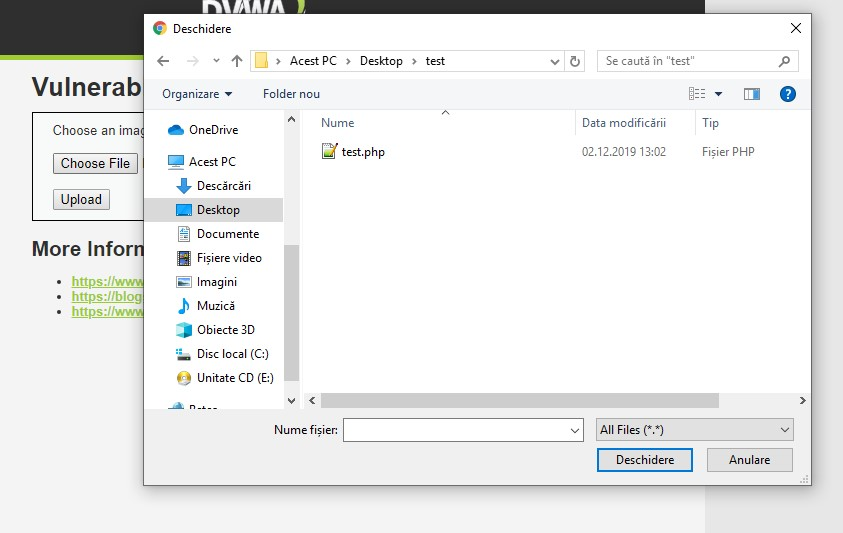 DVWA
Deschidere
Acest PC
Desktop
test
Se caută în "test"
Organizare
Folder nou
Vulnerab
Choose an imag
Choose File
Upload
More Inform
https://www
https://blog
https://www
OneDrive
Acest PC
Descărcări
Desktop
Documente
Fișiere video
Imagini
Muzică
Obiecte 3D
Disc local (C:)
Unitate CD (E:)
Nume
Data modificării
Tip
test.php
02.12.2019 13:02
Fișier PHP
Nume fișier:
All Files (*.*)
Deschidere
Anulare